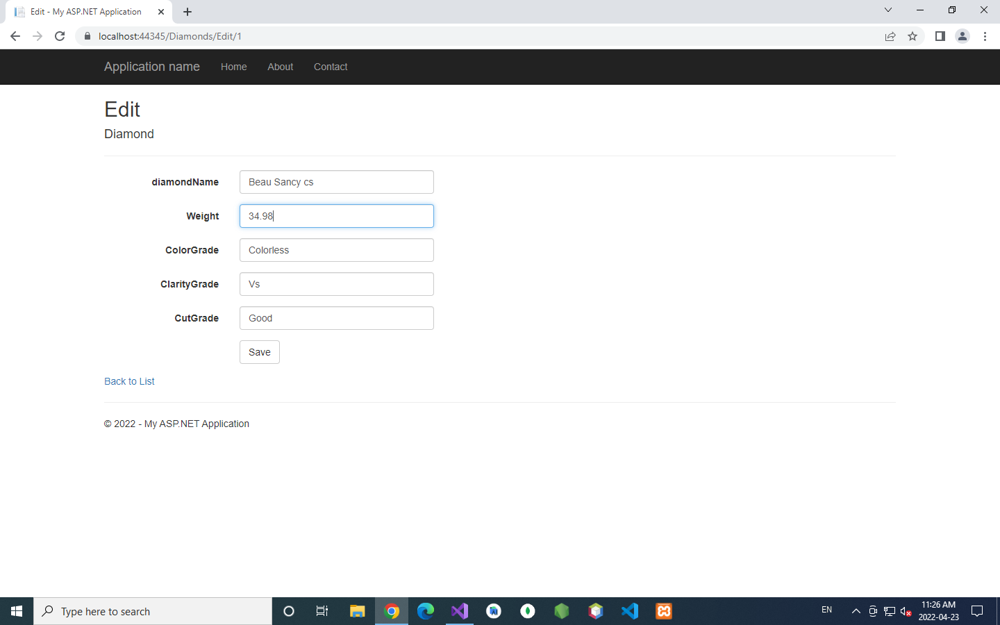 Edit - My ASP.NET Application
localhost:44345/Diamonds/Edit/1
Application name Home About Contact
Edit
Diamond
diamondName Beau Sancy cs
Weight 34.98
ColorGrade Colorless
ClarityGrade Vs
CutGrade Good
Save
Back to List
© 2022 - My ASP.NET Application
Type here to search
EN
11:26 AM
2022-04-23